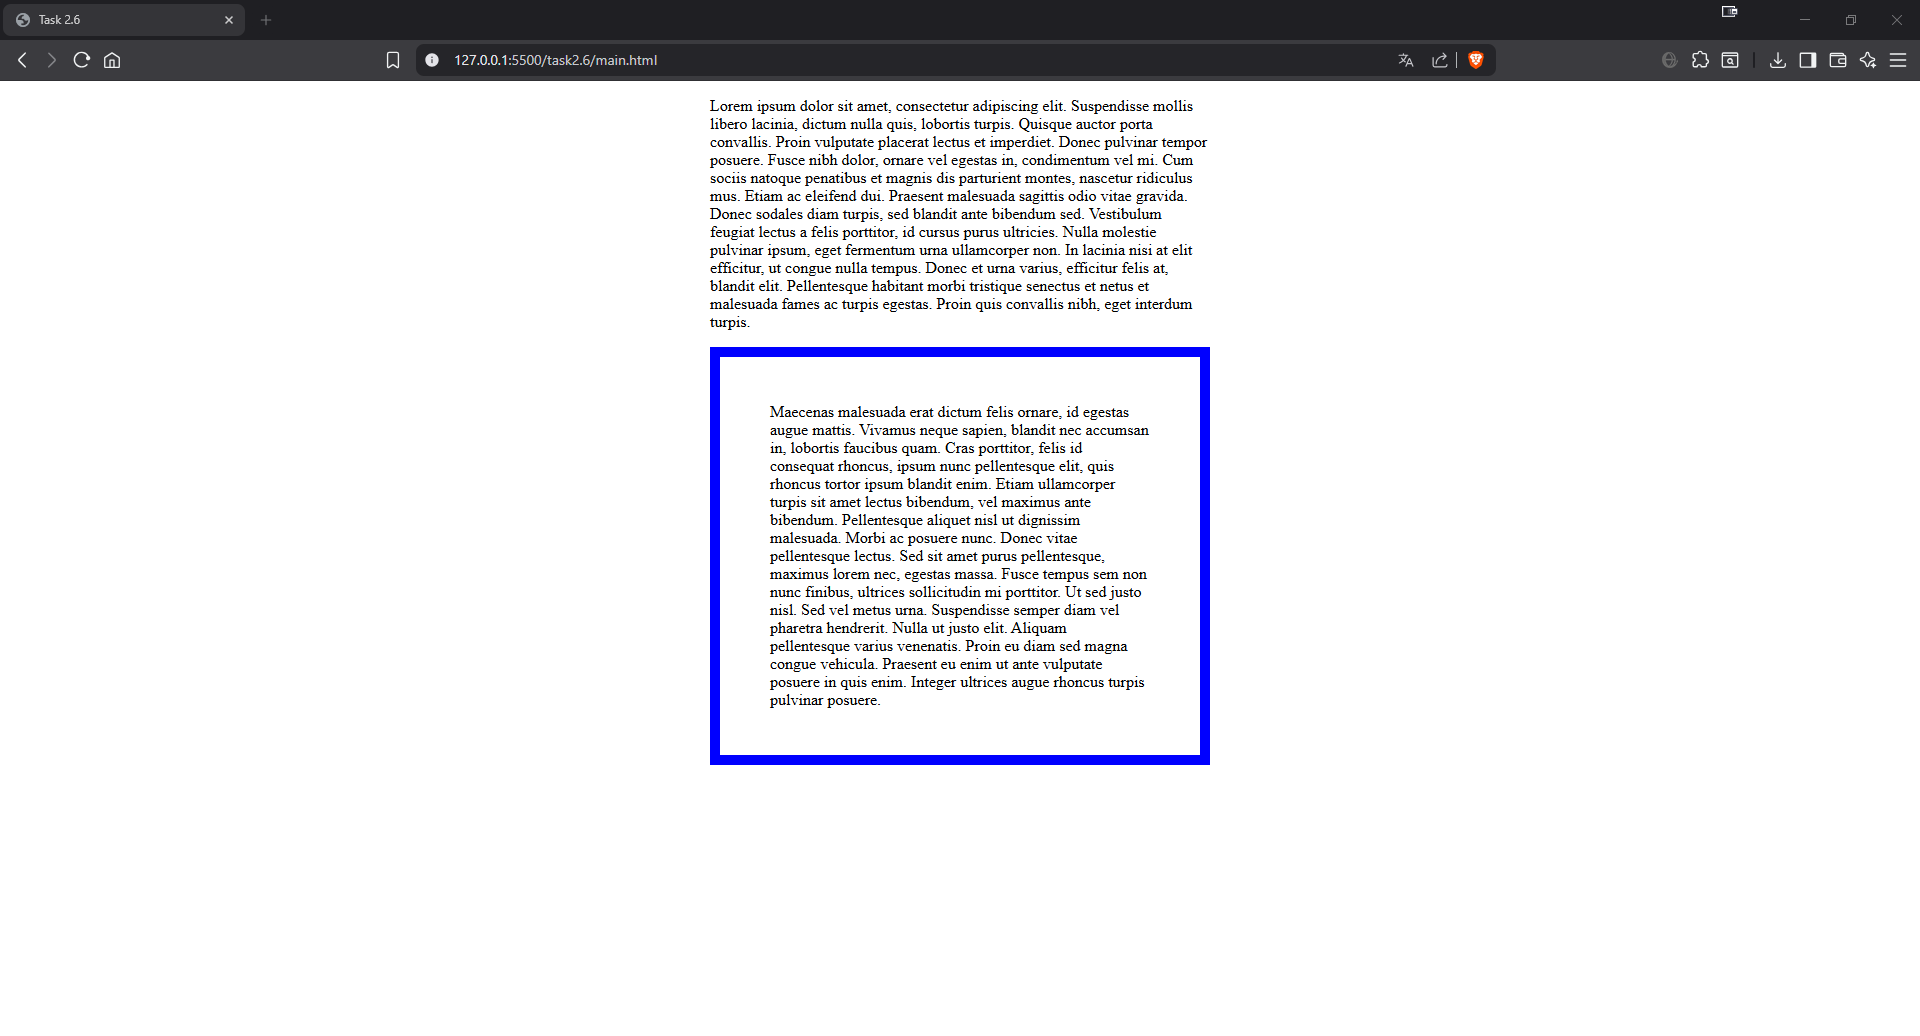 Task 2.6
127.0.0.1:5500/task2.6/main.html
Lorem ipsum dolor sit amet, consectetur adipiscing elit. Suspendisse mollis
libero lacinia, dictum nulla quis, lobortis turpis. Quisque auctor porta
convallis. Proin vulputate placerat lectus et imperdiet. Donec pulvinar tempor
posuere. Fusce nibh dolor, ornare vel egestas in, condimentum vel mi. Cum
sociis natoque penatibus et magnis dis parturient montes, nascetur ridiculus
mus. Etiam ac eleifend dui. Praesent malesuada sagittis odio vitae gravida.
Donec sodales diam turpis, sed blandit ante bibendum sed. Vestibulum
feugiat lectus a felis porttitor, id cursus purus ultricies. Nulla molestie
pulvinar ipsum, eget fermentum urna ullamcorper non. In lacinia nisi at elit
efficitur, ut congue nulla tempus. Donec et urna varius, efficitur felis at,
blandit elit. Pellentesque habitant morbi tristique senectus et netus et
malesuada fames ac turpis egestas. Proin quis convallis nibh, eget interdum
turpis.
Maecenas malesuada erat dictum felis ornare, id egestas
augue mattis. Vivamus neque sapien, blandit nec accumsan
in, lobortis faucibus quam. Cras porttitor, felis id
consequat rhoncus, ipsum nunc pellentesque elit, quis
rhoncus tortor ipsum blandit enim. Etiam ullamcorper
turpis sit amet lectus bibendum, vel maximus ante
bibendum. Pellentesque aliquet nisl ut dignissim
malesuada. Morbi ac posuere nunc. Donec vitae
pellentesque lectus. Sed sit amet purus pellentesque,
maximus lorem nec, egestas massa. Fusce tempus sem non
nunc finibus, ultrices sollicitudin mi porttitor. Ut sed justo
nisl. Sed vel metus urna. Suspendisse semper diam vel
pharetra hendrerit. Nulla ut justo elit. Aliquam
pellentesque varius venenatis. Proin eu diam sed magna
congue vehicula. Praesent eu enim ut ante vulputate
posuere in quis enim. Integer ultrices augue rhoncus turpis
pulvinar posuere.